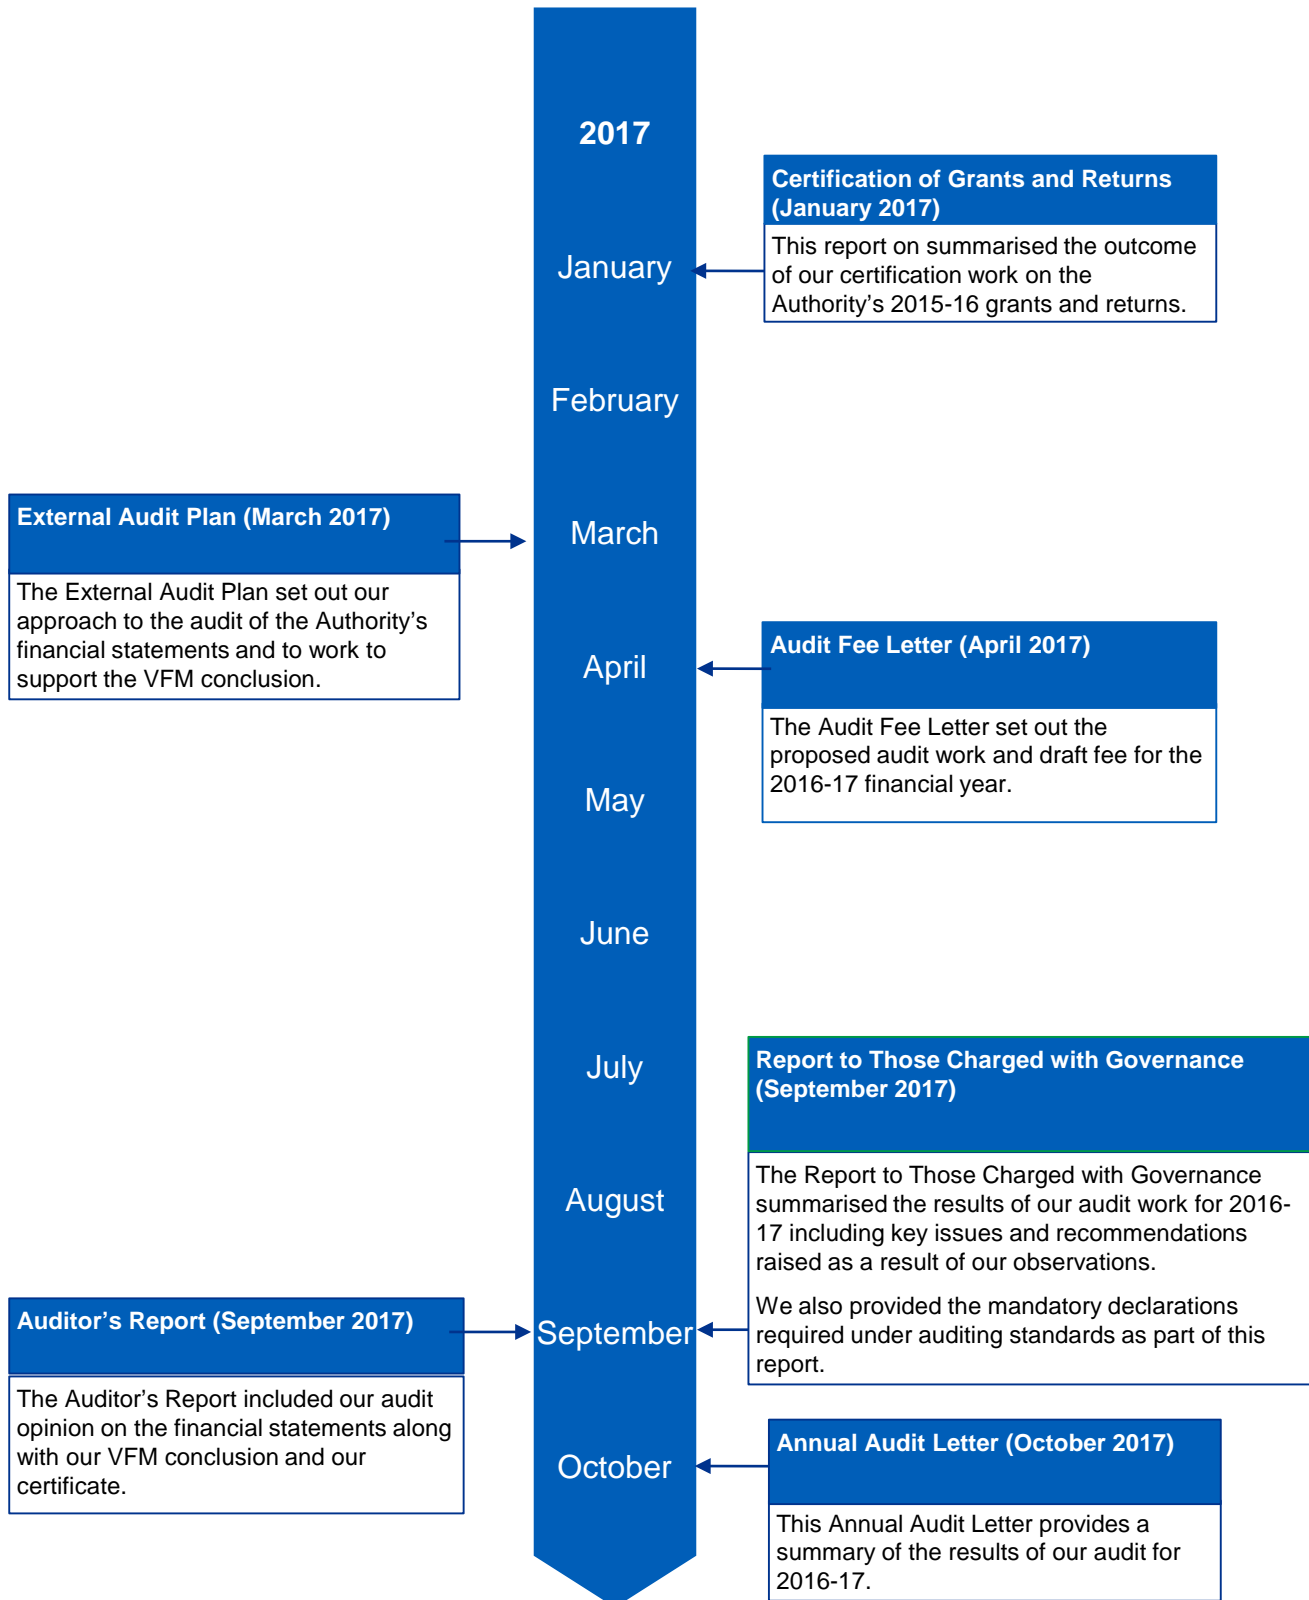 2017
Certification of Grants and Returns
(January 2017)
This report on summarised the outcome
of our certification work on the
Authority’s 2015-16 grants and returns.
January
February
External Audit Plan (March 2017)
The External Audit Plan set out our
approach to the audit of the Authority’s
financial statements and to work to
support the VFM conclusion.
March
April
Audit Fee Letter (April 2017)
The Audit Fee Letter set out the
proposed audit work and draft fee for the
2016-17 financial year.
May
June
July
Report to Those Charged with Governance
(September 2017)
The Report to Those Charged with Governance
summarised the results of our audit work for 2016-
17 including key issues and recommendations
raised as a result of our observations.
We also provided the mandatory declarations
required under auditing standards as part of this
report.
August
Auditor’s Report (September 2017)
The Auditor’s Report included our audit
opinion on the financial statements along
with our VFM conclusion and our
certificate.
September
October
Annual Audit Letter (October 2017)
This Annual Audit Letter provides a
summary of the results of our audit for
2016-17.